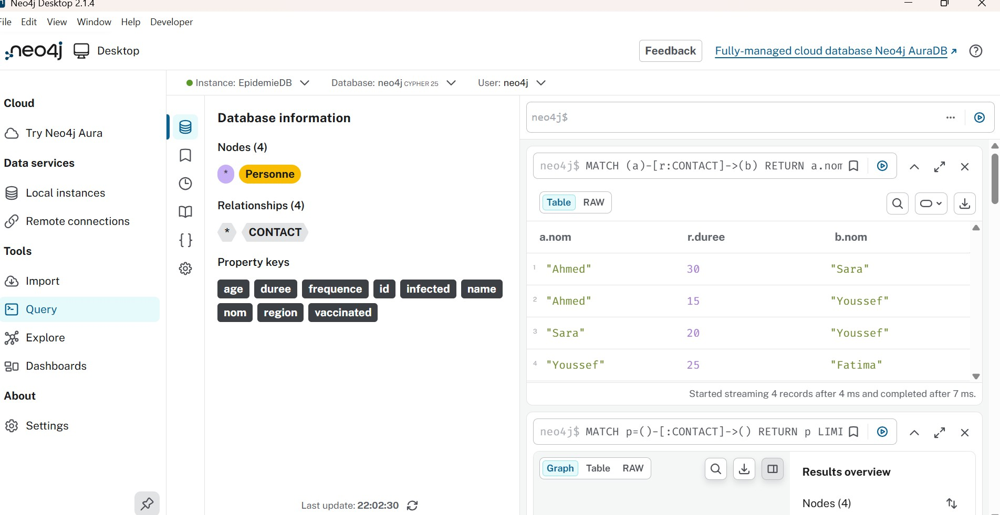 Neo4j Desktop 2.1.4
File Edit View Window Help Developer
neo4j Desktop
Feedback Fully-managed cloud database Neo4j AuraDB
Instance: EpidemieDB Database: neo4j CYPHER 25 User: neo4j
Cloud
Try Neo4j Aura
Data services
Local instances
Remote connections
Tools
Import
Query
Explore
Dashboards
About
Settings
Database information
Nodes (4)
* Personne
Relationships (4)
* CONTACT
Property keys
age duree frequence id infected name
nom region vaccinated
Last update: 22:02:30
neo4j$
neo4j$ MATCH (a)-[r:CONTACT]->(b) RETURN a.nom
Table RAW
a.nom r.duree b.nom
1 "Ahmed" 30 "Sara"
2 "Ahmed" 15 "Youssef"
3 "Sara" 20 "Youssef"
4 "Youssef" 25 "Fatima"
Started streaming 4 records after 4 ms and completed after 7 ms.
neo4j$ MATCH p=()-[:CONTACT]->() RETURN p LIMI
Graph Table RAW
Results overview
Nodes (4)